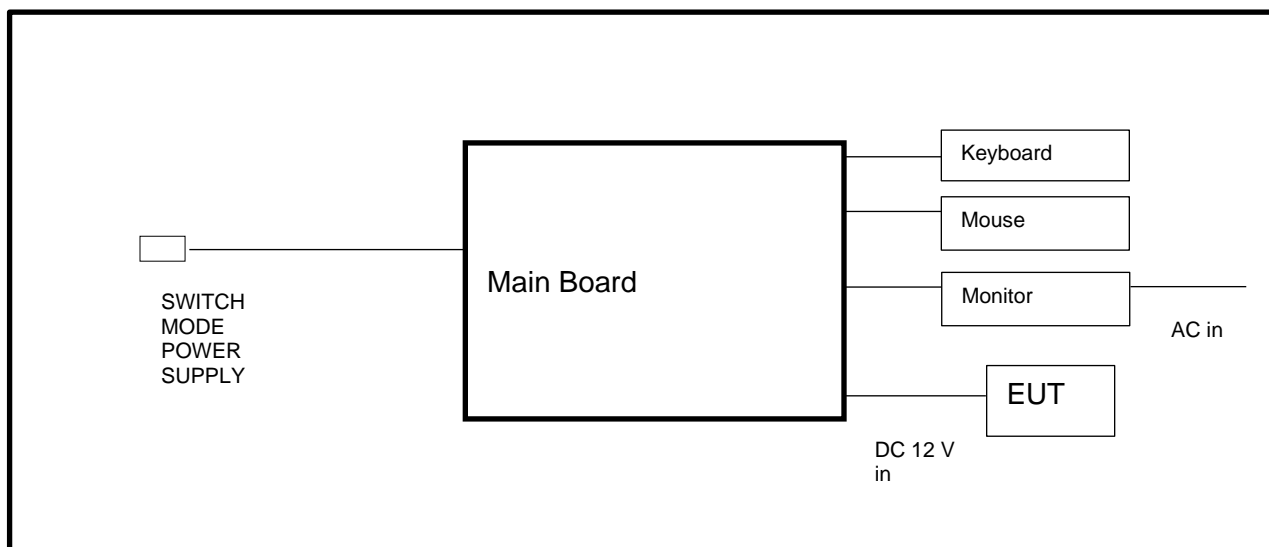 Keyboard
Mouse
Main Board
Monitor
SWITCH
MODE
POWER
SUPPLY
AC in
EUT
DC 12 V
in